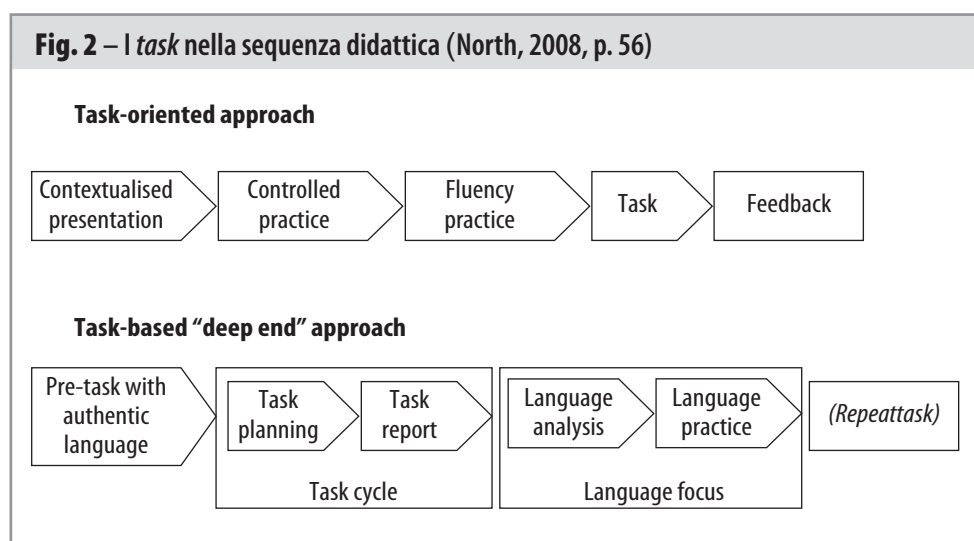 Fig. 2 – I task nella sequenza didattica (North, 2008, p. 56)
Task-oriented approach
Contextualised
presentation
Controlled
practice
Fluency
practice
Task
Feedback
Task-based “deep end” approach
Pre-task with
authentic
language
Task
planning
Task
report
Task cycle
Language
analysis
Language
practice
Language focus
(Repeattask)